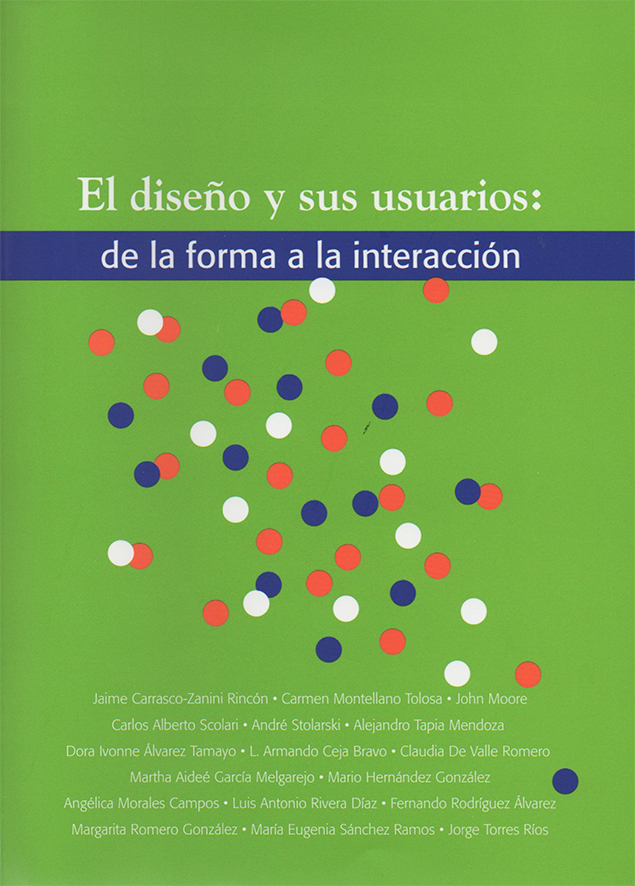 El diseño y sus usuarios:
de la forma a la interacción
Jaime Carrasco-Zanini Rincón • Carmen Montellano Tolosa • John Moore
Carlos Alberto Scolari • André Stolarski • Alejandro Tapia Mendoza
Dora Ivonne Álvarez Tamayo • L. Armando Ceja Bravo • Claudia De Valle Romero
Martha Aideé García Melgarejo • Mario Hernández González
Angélica Morales Campos • Luis Antonio Rivera Díaz • Fernando Rodríguez Álvarez
Margarita Romero González • María Eugenia Sánchez Ramos • Jorge Torres Ríos